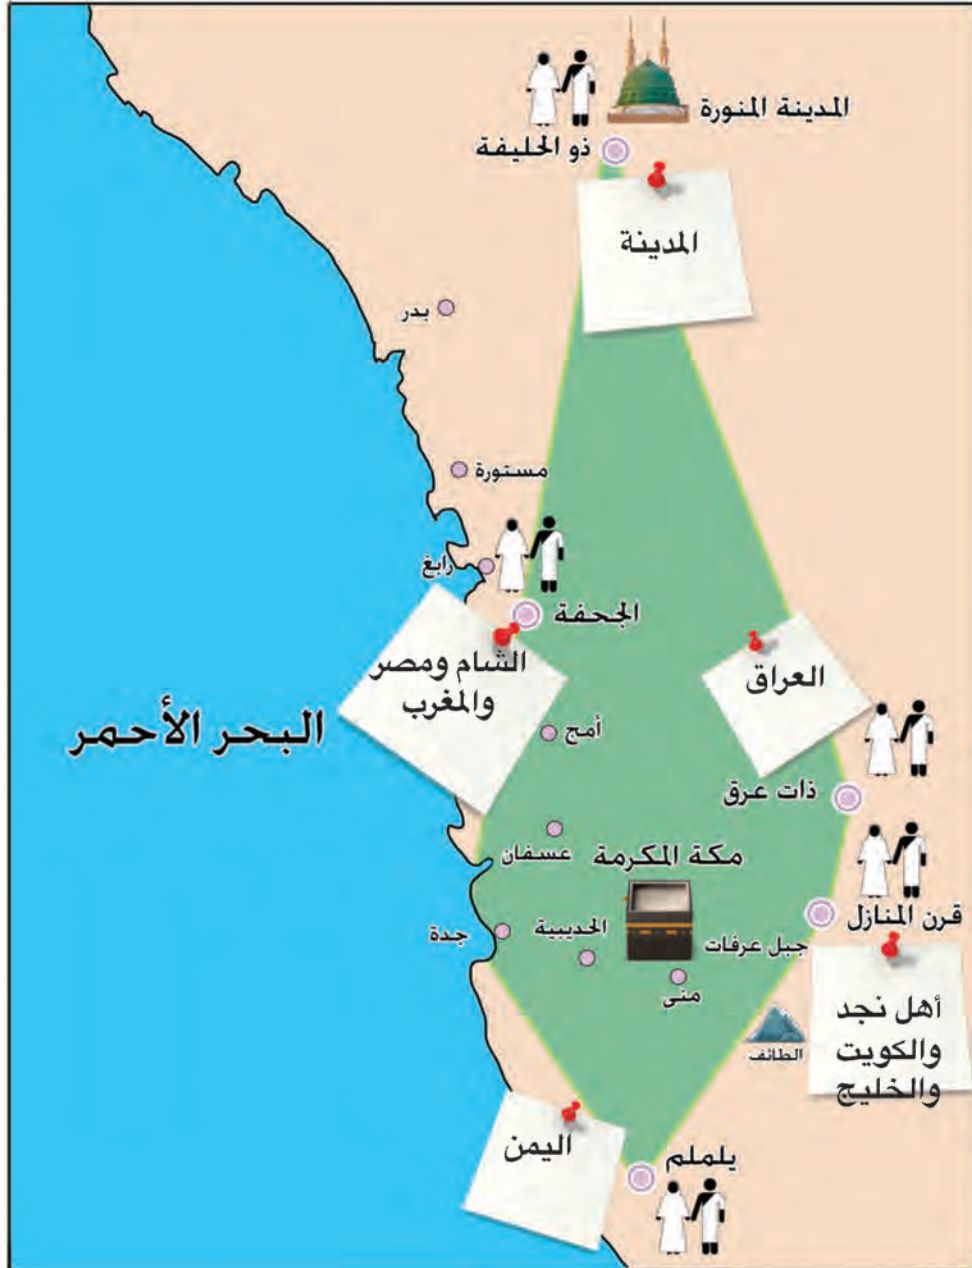 المدينة المنورة
ذو الحليفة
المدينة
بدر
مستورة
رابغ
الجحفة
الشام ومصر
والمغرب
العراق
البحر الأحمر
أمج
ذات عرق
عسفان
مكة المكرمة
قرن المنازل
جدة
الحديبية
جبل عرفات
منى
أهل نجد
والكويت
والخليج
الطائف
اليمن
يلملم